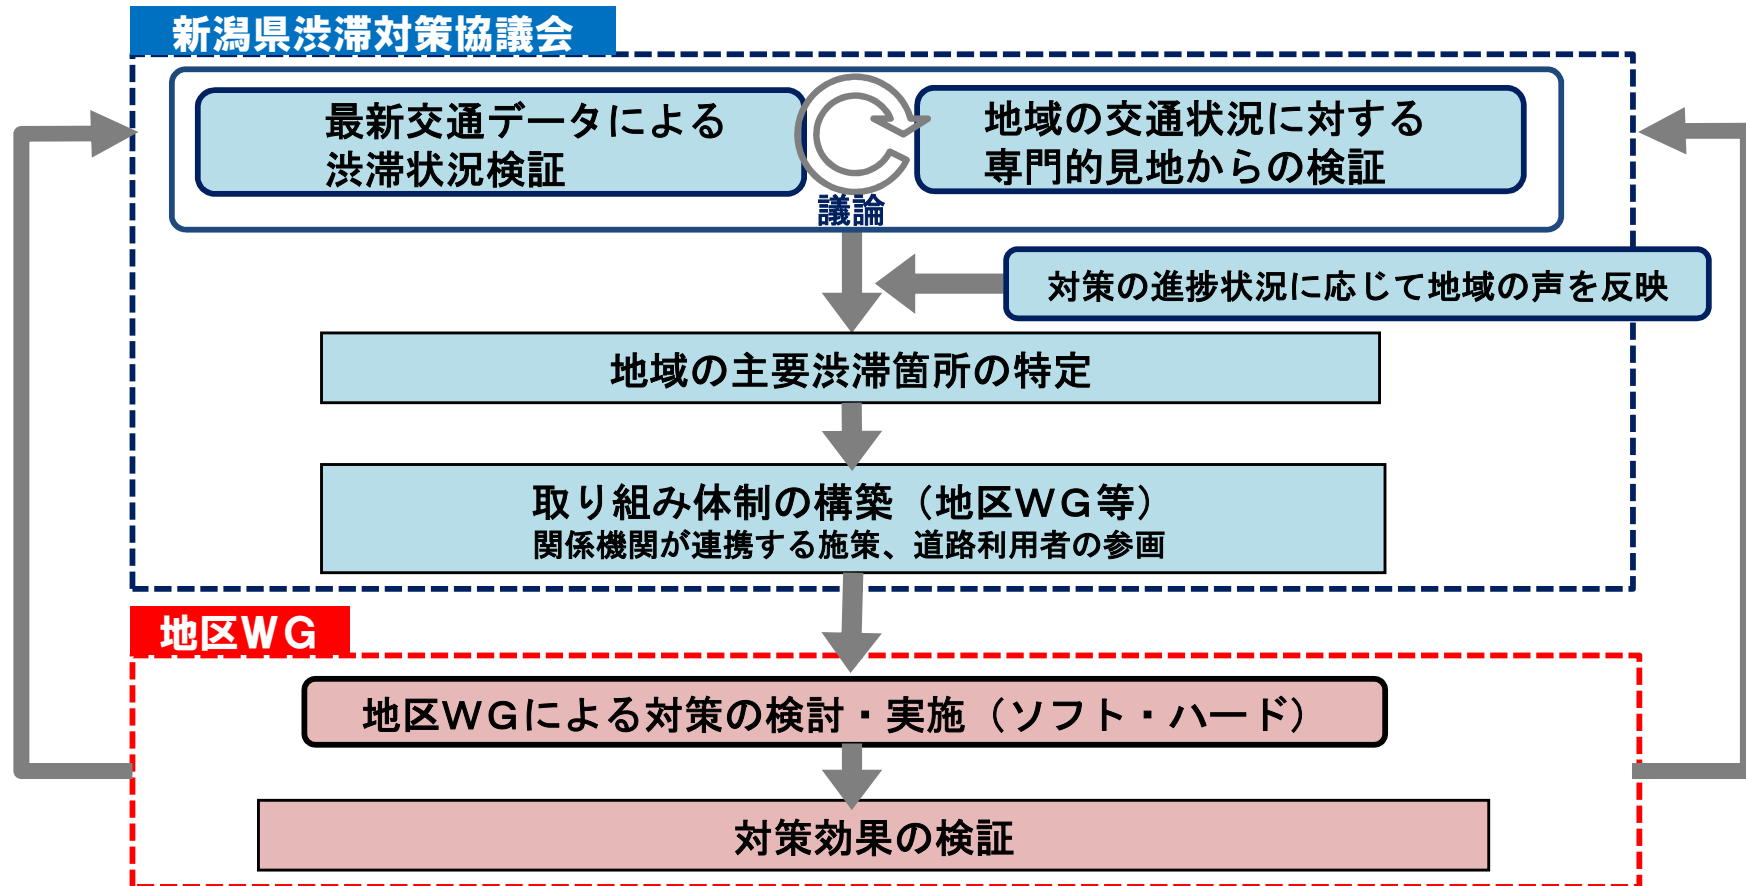 新潟県渋滞対策協議会
最新交通データによる
渋滞状況検証
地域の交通状況に対する
専門的見地からの検証
議論
対策の進捗状況に応じて地域の声を反映
地域の主要渋滞箇所の特定
取り組み体制の構築（地区ＷＧ等）
関係機関が連携する施策、道路利用者の参画
地区ＷＧ
地区ＷＧによる対策の検討・実施（ソフト・ハード）
対策効果の検証